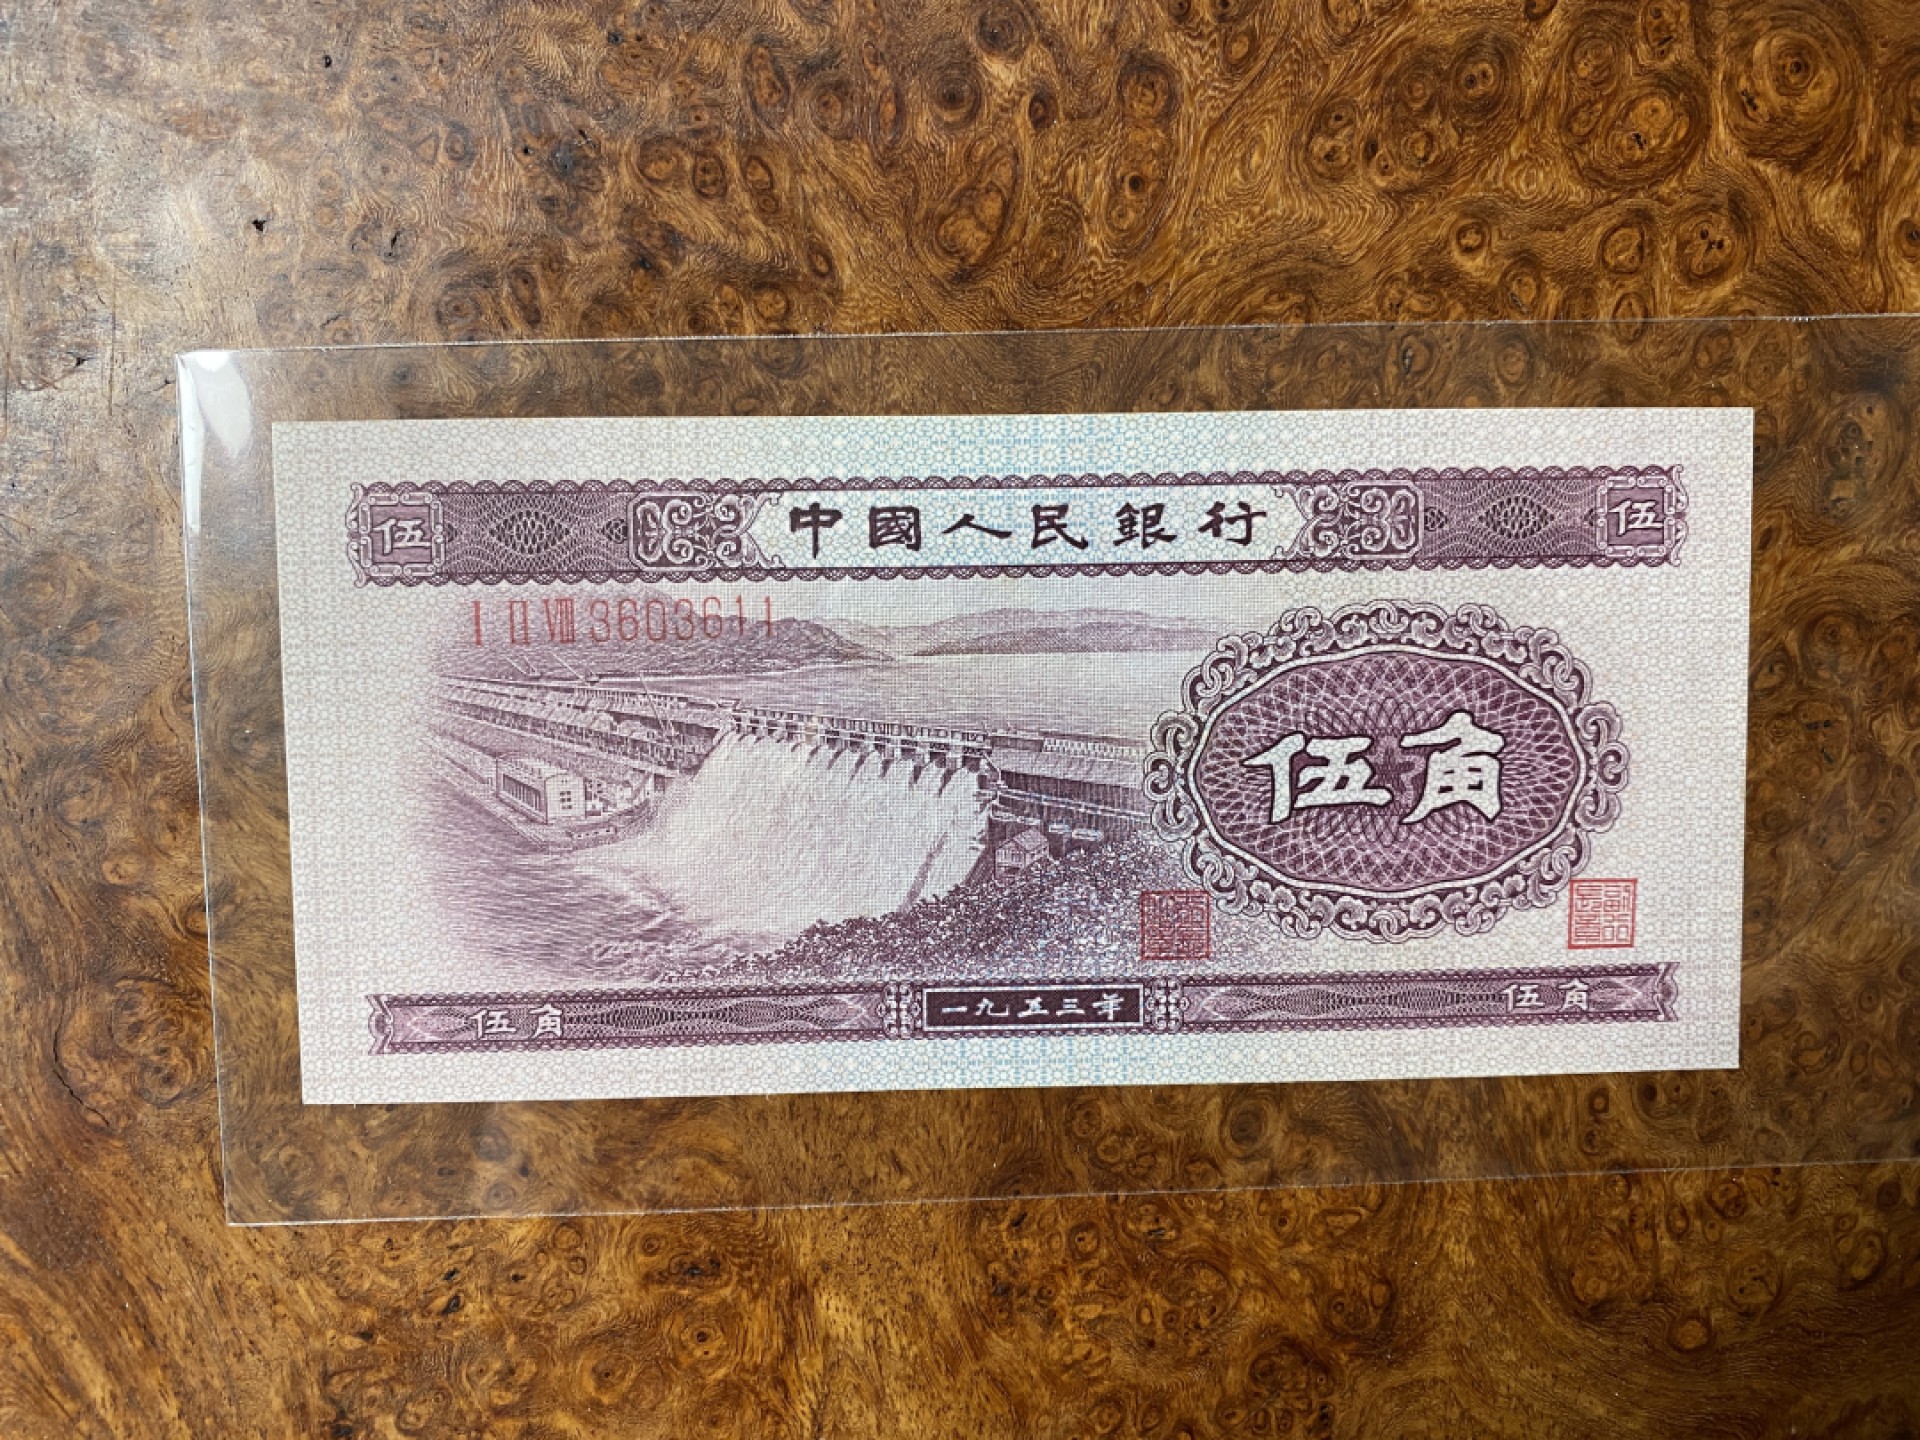 伍 中國人民銀行 伍
I II VIII 3603611
伍角
伍角 一九五三年 伍角